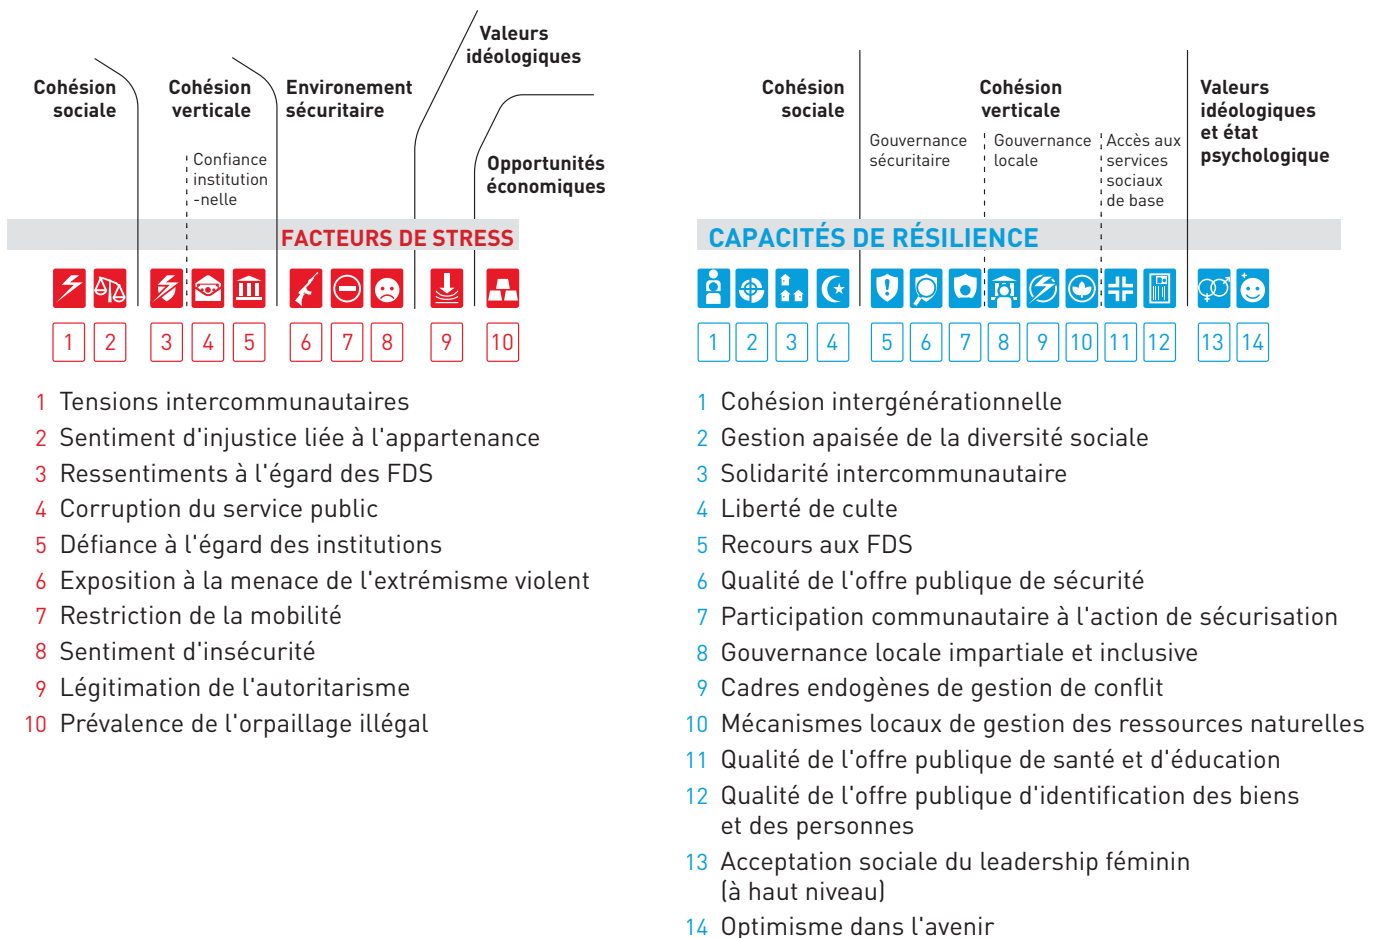 Valeurs
idéologiques
Cohésion
sociale
Cohésion
verticale
Environement
sécuritaire
Confiance
institution
-nelle
Opportunités
économiques
FACTEURS DE STRESS
1 2 3 4 5 6 7 8 9 10
1 Tensions intercommunautaires
2 Sentiment d'injustice liée à l'appartenance
3 Ressentiments à l'égard des FDS
4 Corruption du service public
5 Défiance à l'égard des institutions
6 Exposition à la menace de l'extrémisme violent
7 Restriction de la mobilité
8 Sentiment d'insécurité
9 Légitimation de l'autoritarisme
10 Prévalence de l'orpaillage illégal
Cohésion
sociale
Cohésion
verticale
Gouvernance
sécuritaire
Gouvernance
locale
Accès aux
services
sociaux
de base
Valeurs
idéologiques
et état
psychologique
CAPACITÉS DE RÉSILIENCE
1 2 3 4 5 6 7 8 9 10 11 12 13 14
1 Cohésion intergénérationnelle
2 Gestion apaisée de la diversité sociale
3 Solidarité intercommunautaire
4 Liberté de culte
5 Recours aux FDS
6 Qualité de l'offre publique de sécurité
7 Participation communautaire à l'action de sécurisation
8 Gouvernance locale impartiale et inclusive
9 Cadres endogènes de gestion de conflit
10 Mécanismes locaux de gestion des ressources naturelles
11 Qualité de l'offre publique de santé et d'éducation
12 Qualité de l'offre publique d'identification des biens
et des personnes
13 Acceptation sociale du leadership féminin
(à haut niveau)
14 Optimisme dans l'avenir